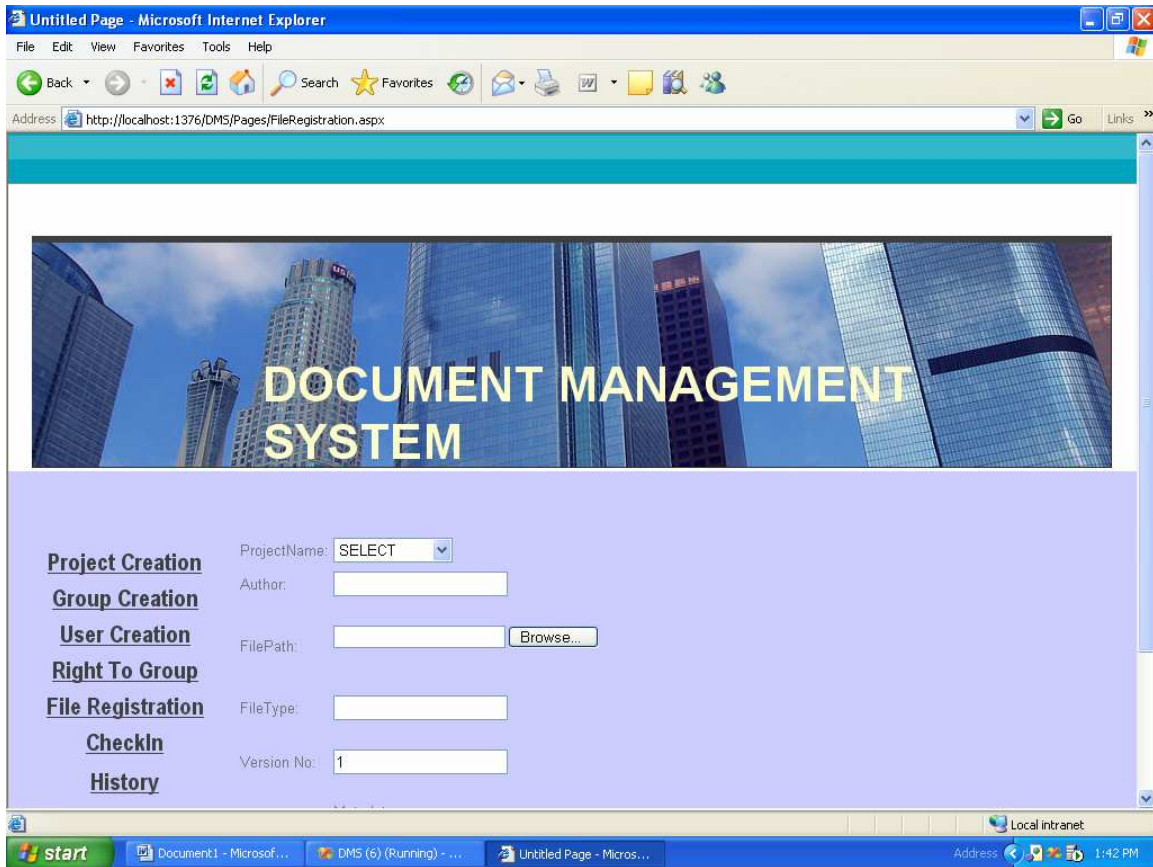 Untitled Page - Microsoft Internet Explorer
File Edit View Favorites Tools Help
Back Search Favorites
Address http://localhost:1376/DMS/Pages/FileRegistration.aspx Go Links »
DOCUMENT MANAGEMENT
SYSTEM
Project Creation
Group Creation
User Creation
Right To Group
File Registration
CheckIn
History
ProjectName: SELECT
Author:
FilePath: Browse...
FileType:
Version No: 1
Local intranet
start Document1 - Microsof... DMS (6) (Running) - ... Untitled Page - Micros... Address 1:42 PM